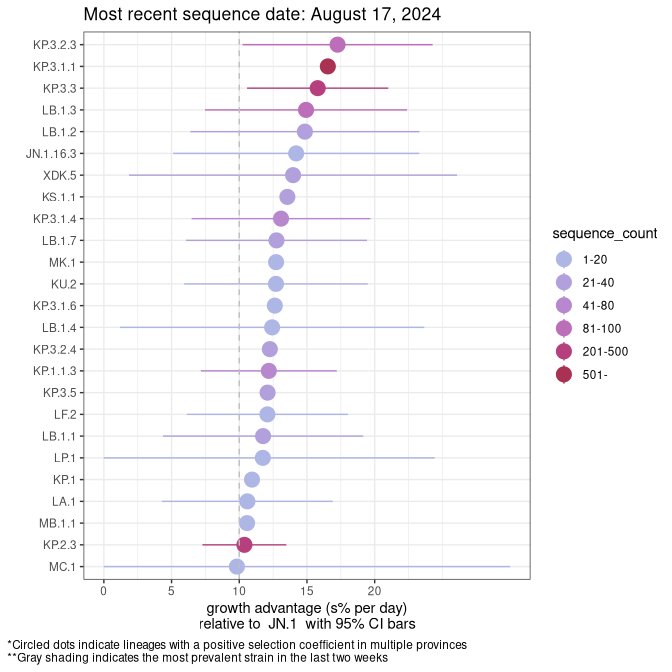 Most recent sequence date: August 17, 2024
KP.3.2.3
KP.3.1.1
KP.3.3
LB.1.3
LB.1.2
JN.1.16.3
XDK.5
KS.1.1
KP.3.1.4
LB.1.7
MK.1
KU.2
KP.3.1.6
LB.1.4
KP.3.2.4
KP.1.1.3
KP.3.5
LF.2
LB.1.1
LP.1
KP.1
LA.1
MB.1.1
KP.2.3
MC.1
0 5 10 15 20
growth advantage (s% per day)
relative to JN.1 with 95% CI bars
sequence_count
1-20
21-40
41-80
81-100
201-500
501-
*Circled dots indicate lineages with a positive selection coefficient in multiple provinces
**Gray shading indicates the most prevalent strain in the last two weeks